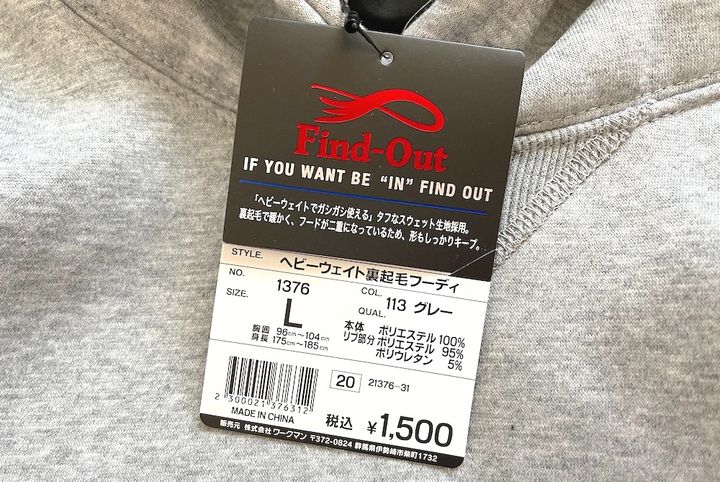 Find-Out
IF YOU WANT BE “IN” FIND OUT
「ヘビーウェイトでガシガシ使える」タフなスウェット生地採用。
裏起毛で暖かく、フードが二重になっているため、形もしっかりキープ。
STYLE. ヘビーウェイト裏起毛フーディ
NO. 1376 COL. 113 グレー
SIZE. L QUAL.
胸囲 96cm～104cm
身長 175cm～185cm
本体 ポリエステル 100%
リブ部分 ポリエステル 95%
ポリウレタン 5%
20 21376-31
2 300021 376312
MADE IN CHINA 税込 ¥1,500
販売元 株式会社 ワークマン 〒372-0824 群馬県伊勢崎市柴町1732